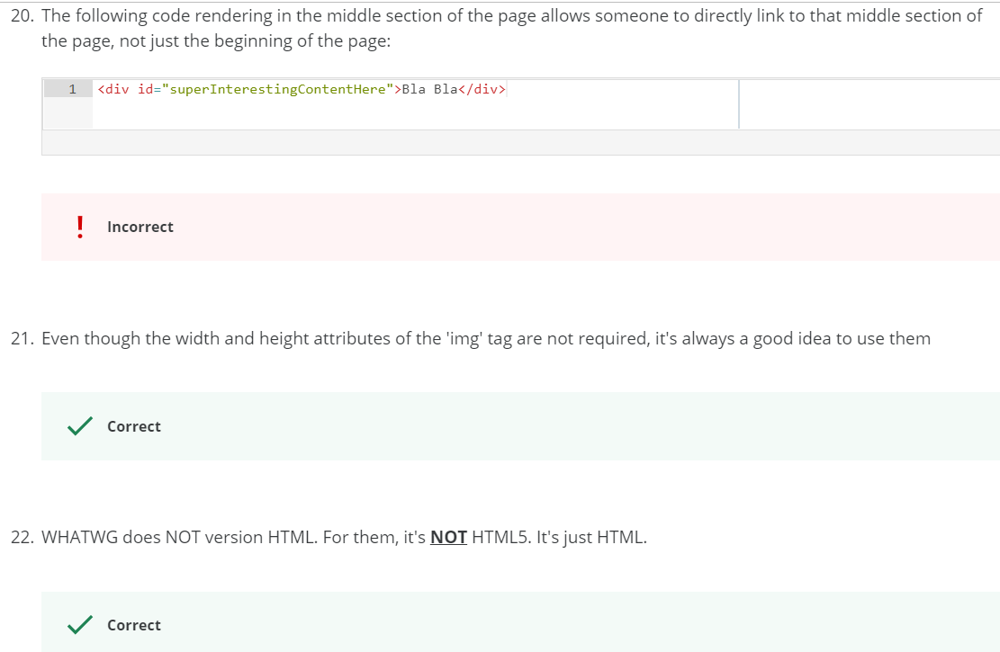 20. The following code rendering in the middle section of the page allows someone to directly link to that middle section of
the page, not just the beginning of the page:
1 <div id="superInterestingContentHere">Bla Bla</div>
! Incorrect
21. Even though the width and height attributes of the 'img' tag are not required, it's always a good idea to use them
Correct
22. WHATWG does NOT version HTML. For them, it's NOT HTML5. It's just HTML.
Correct